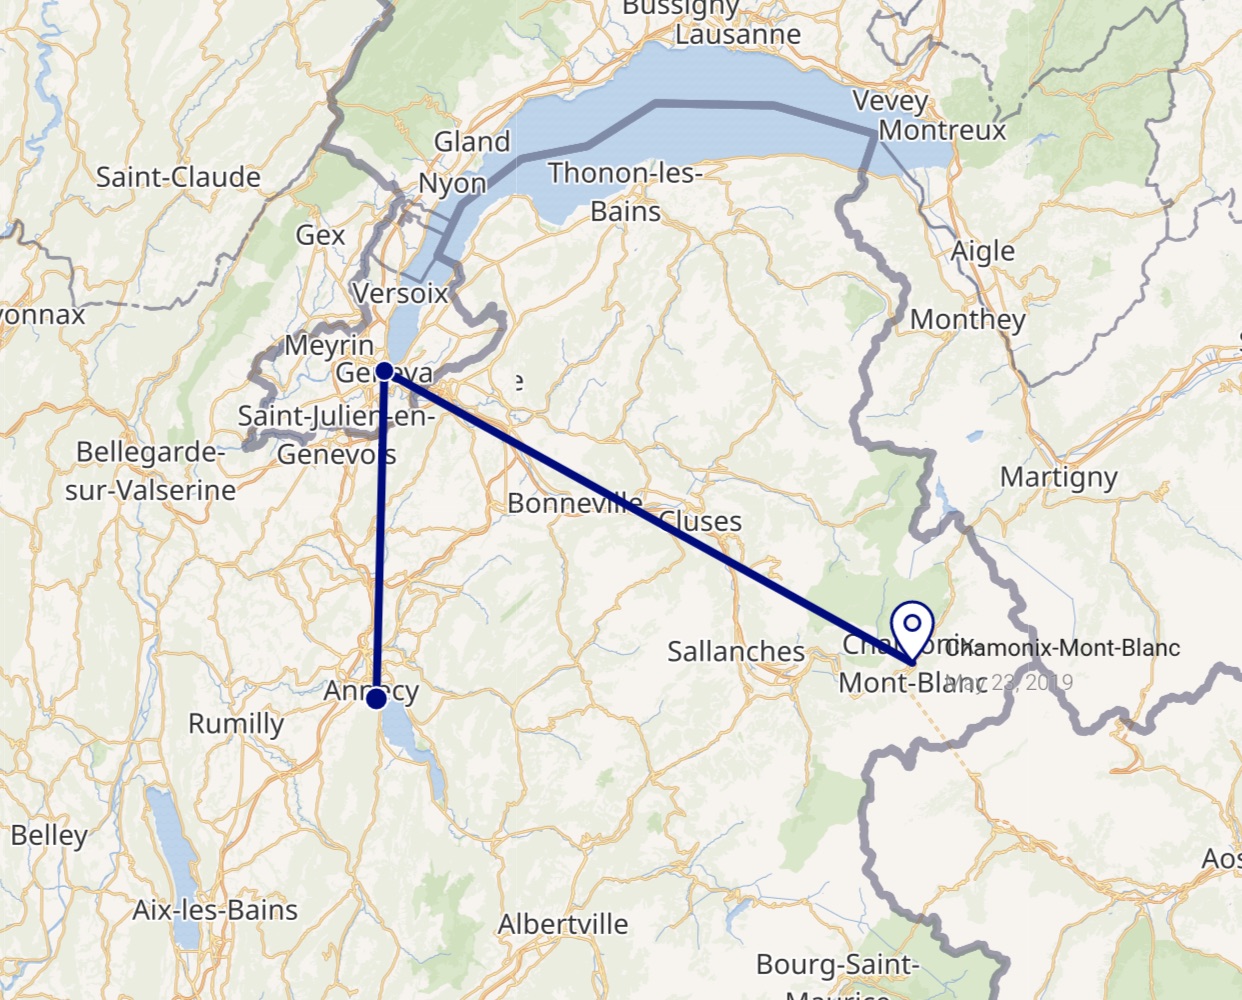 Bussigny
Lausanne
Vevey
Montreux
Gland
Saint-Claude
Nyon
Thonon-les-
Bains
Gex
Aigle
Versoix
yonnax
Monthey
Meyrin
Geneva
e
Saint-Julien-en-
Genevois
Bellegarde-
sur-Valserine
Martigny
Bonneville
Cluses
Sallanches
Chamonix-
Mont-Blanc
Chamonix-Mont-Blanc
May 23, 2019
Annecy
Rumilly
Belley
Aos
Aix-les-Bains
Albertville
Bourg-Saint-
Maurice